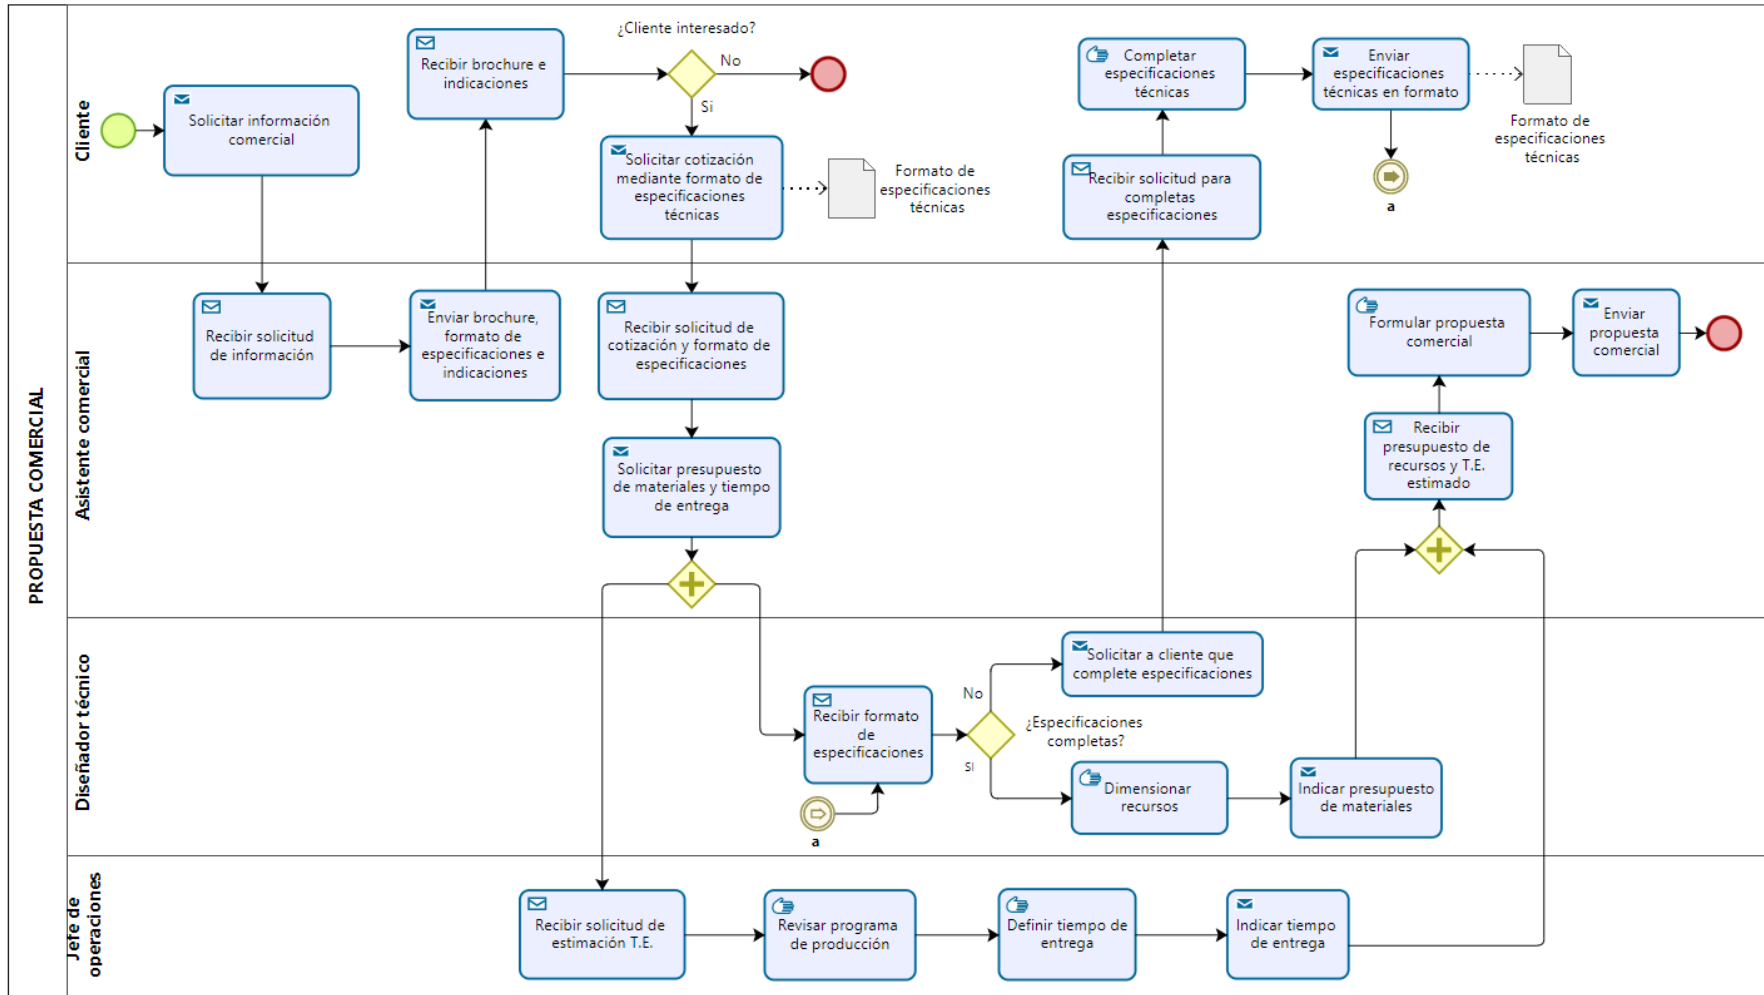 PROPUESTA COMERCIAL
Cliente
Solicitar información
comercial
Recibir brochure e
indicaciones
¿Cliente interesado?
No
Si
Solicitar cotización
mediante formato de
especificaciones
técnicas
Formato de
especificaciones
técnicas
Completar
especificaciones
técnicas
Enviar
especificaciones
técnicas en formato
Formato de
especificaciones
técnicas
Recibir solicitud para
completas
especificaciones
a
Asistente comercial
Recibir solicitud
de información
Enviar brochure,
formato de
especificaciones e
indicaciones
Recibir solicitud de
cotización y formato de
especificaciones
Solicitar presupuesto
de materiales y tiempo
de entrega
Formular propuesta
comercial
Enviar
propuesta
comercial
Recibir
presupuesto de
recursos y T.E.
estimado
Diseñador técnico
Recibir formato
de
especificaciones
a
No
SI
¿Especificaciones
completas?
Solicitar a cliente que
complete especificaciones
Dimensionar
recursos
Indicar presupuesto
de materiales
Jefe de
operaciones
Recibir solicitud de
estimación T.E.
Revisar programa
de producción
Definir tiempo de
entrega
Indicar tiempo
de entrega